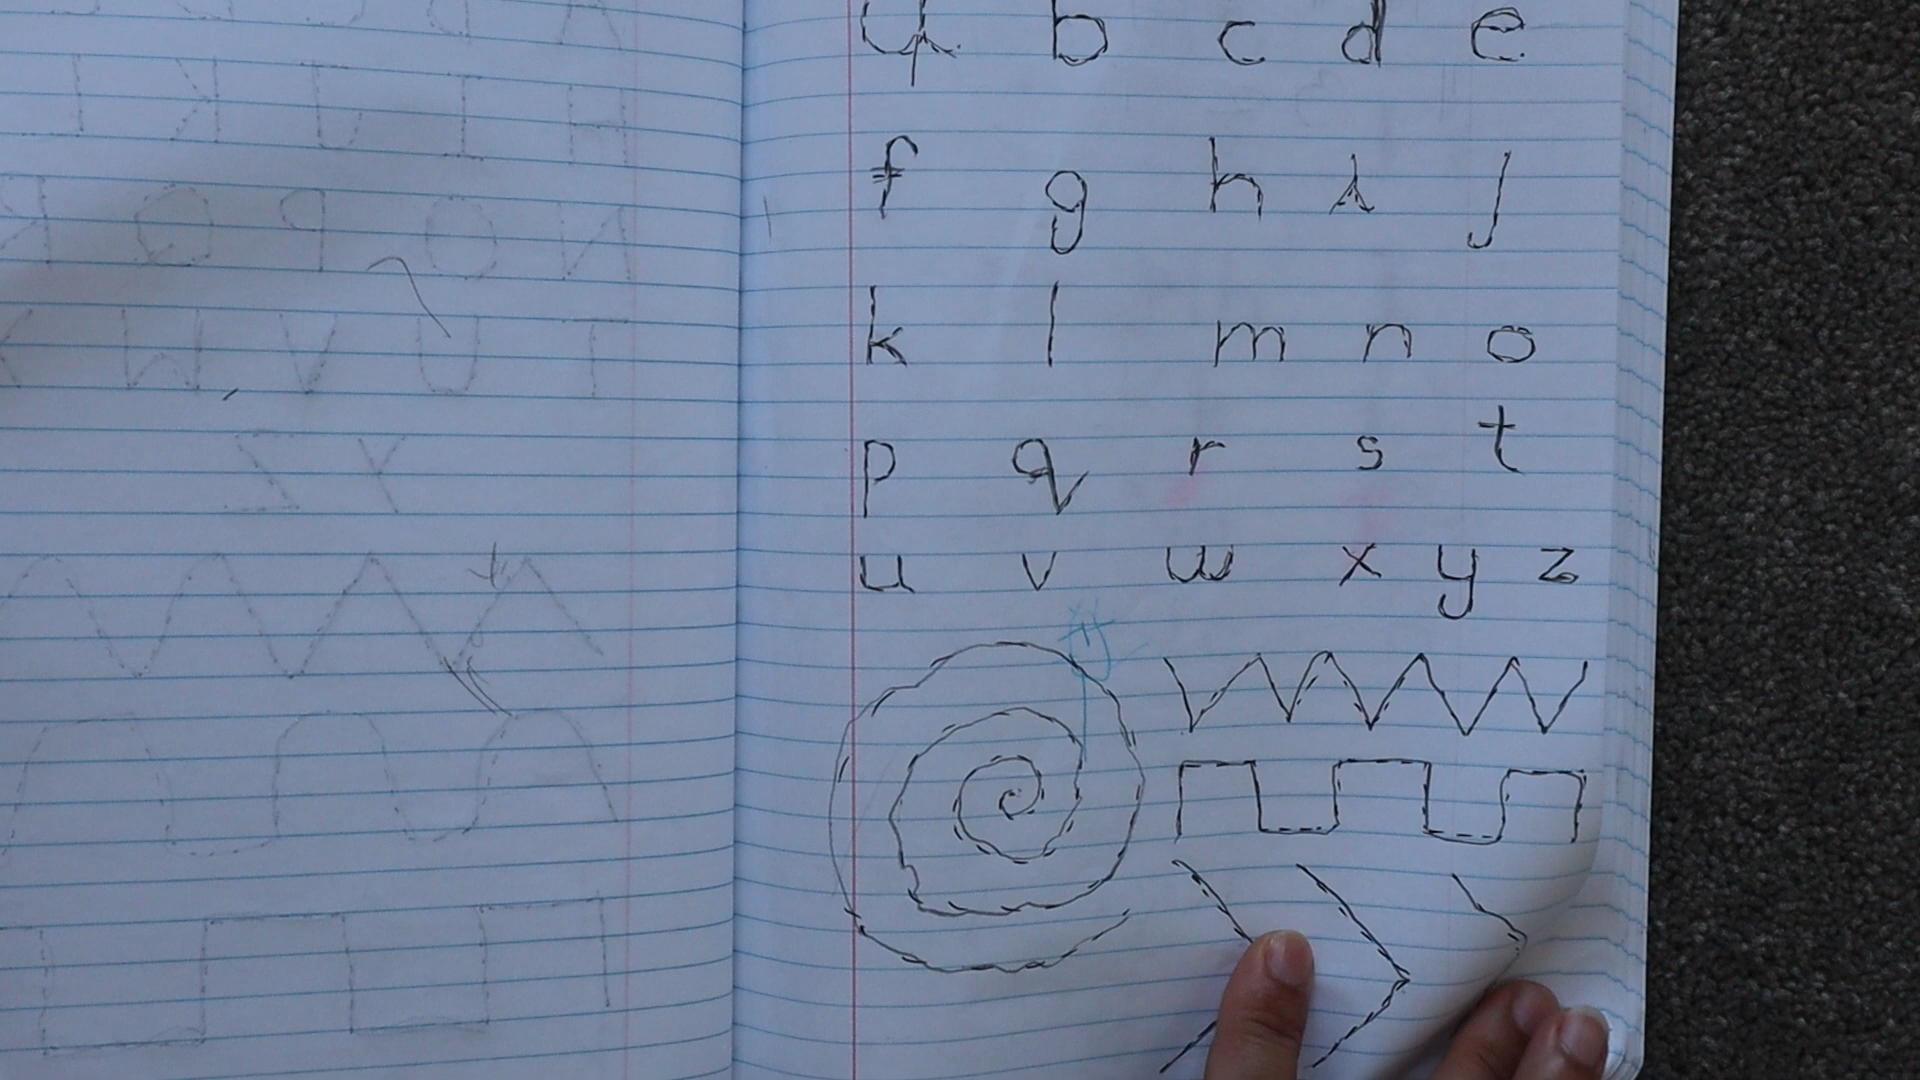 a b c d e
f g h i j
k l m n o
p q r s t
u v w x y z